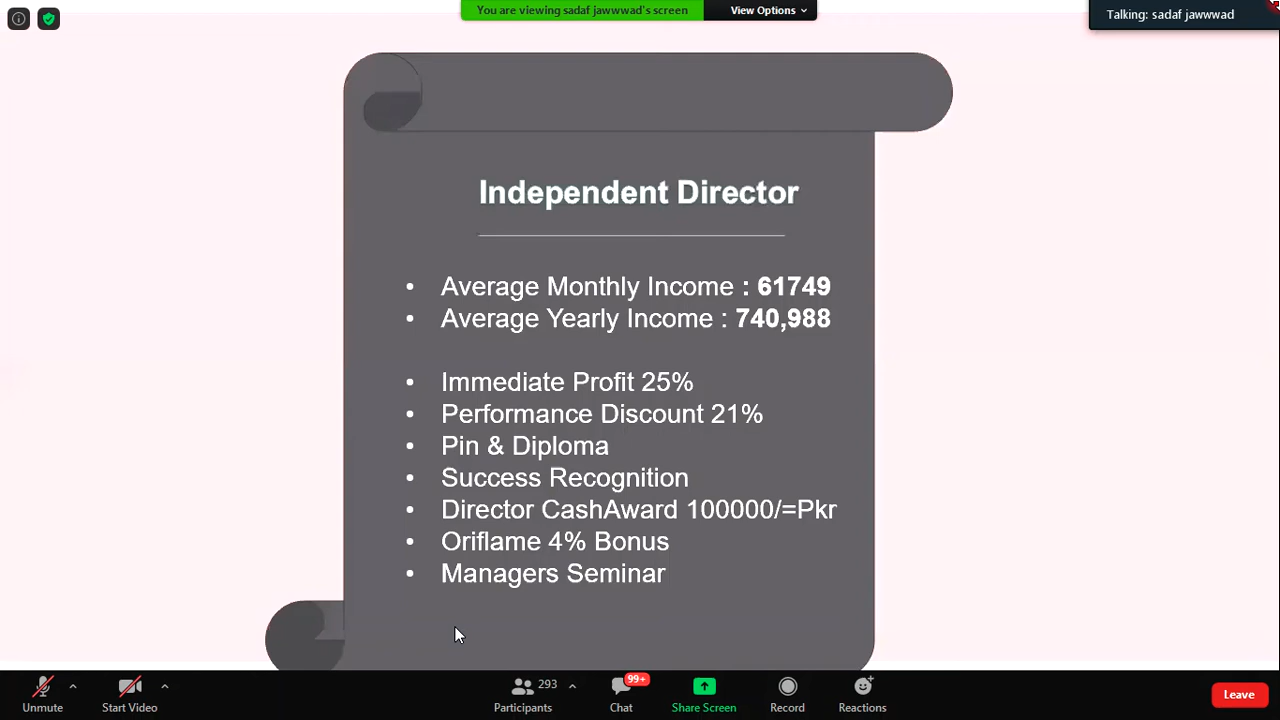 You are viewing sadaf jawwwad's screen
View Options
Talking: sadaf jawwwad
Independent Director
• Average Monthly Income : 61749
• Average Yearly Income : 740,988
• Immediate Profit 25%
• Performance Discount 21%
• Pin & Diploma
• Success Recognition
• Director CashAward 100000/=Pkr
• Oriflame 4% Bonus
• Managers Seminar
Unmute
Start Video
293
Participants
99+
Chat
Share Screen
Record
Reactions
Leave